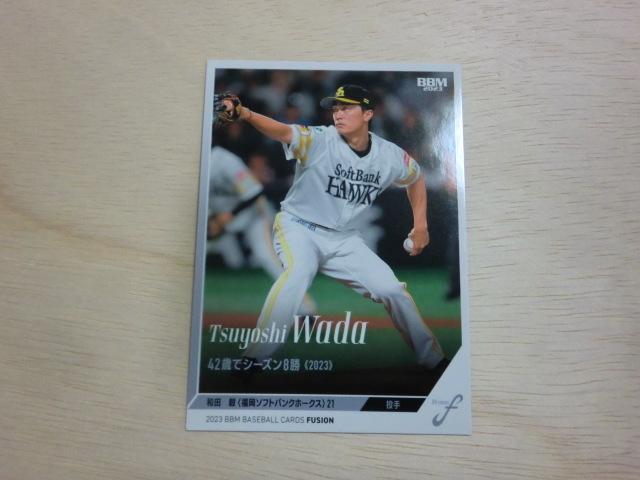 BBM
2023
SoftBank
HAWKS
Tsuyoshi Wada
42歳でシーズン8勝《2023》
和田 毅〈福岡ソフトバンクホークス〉21 投手
2023 BBM BASEBALL CARDS FUSION